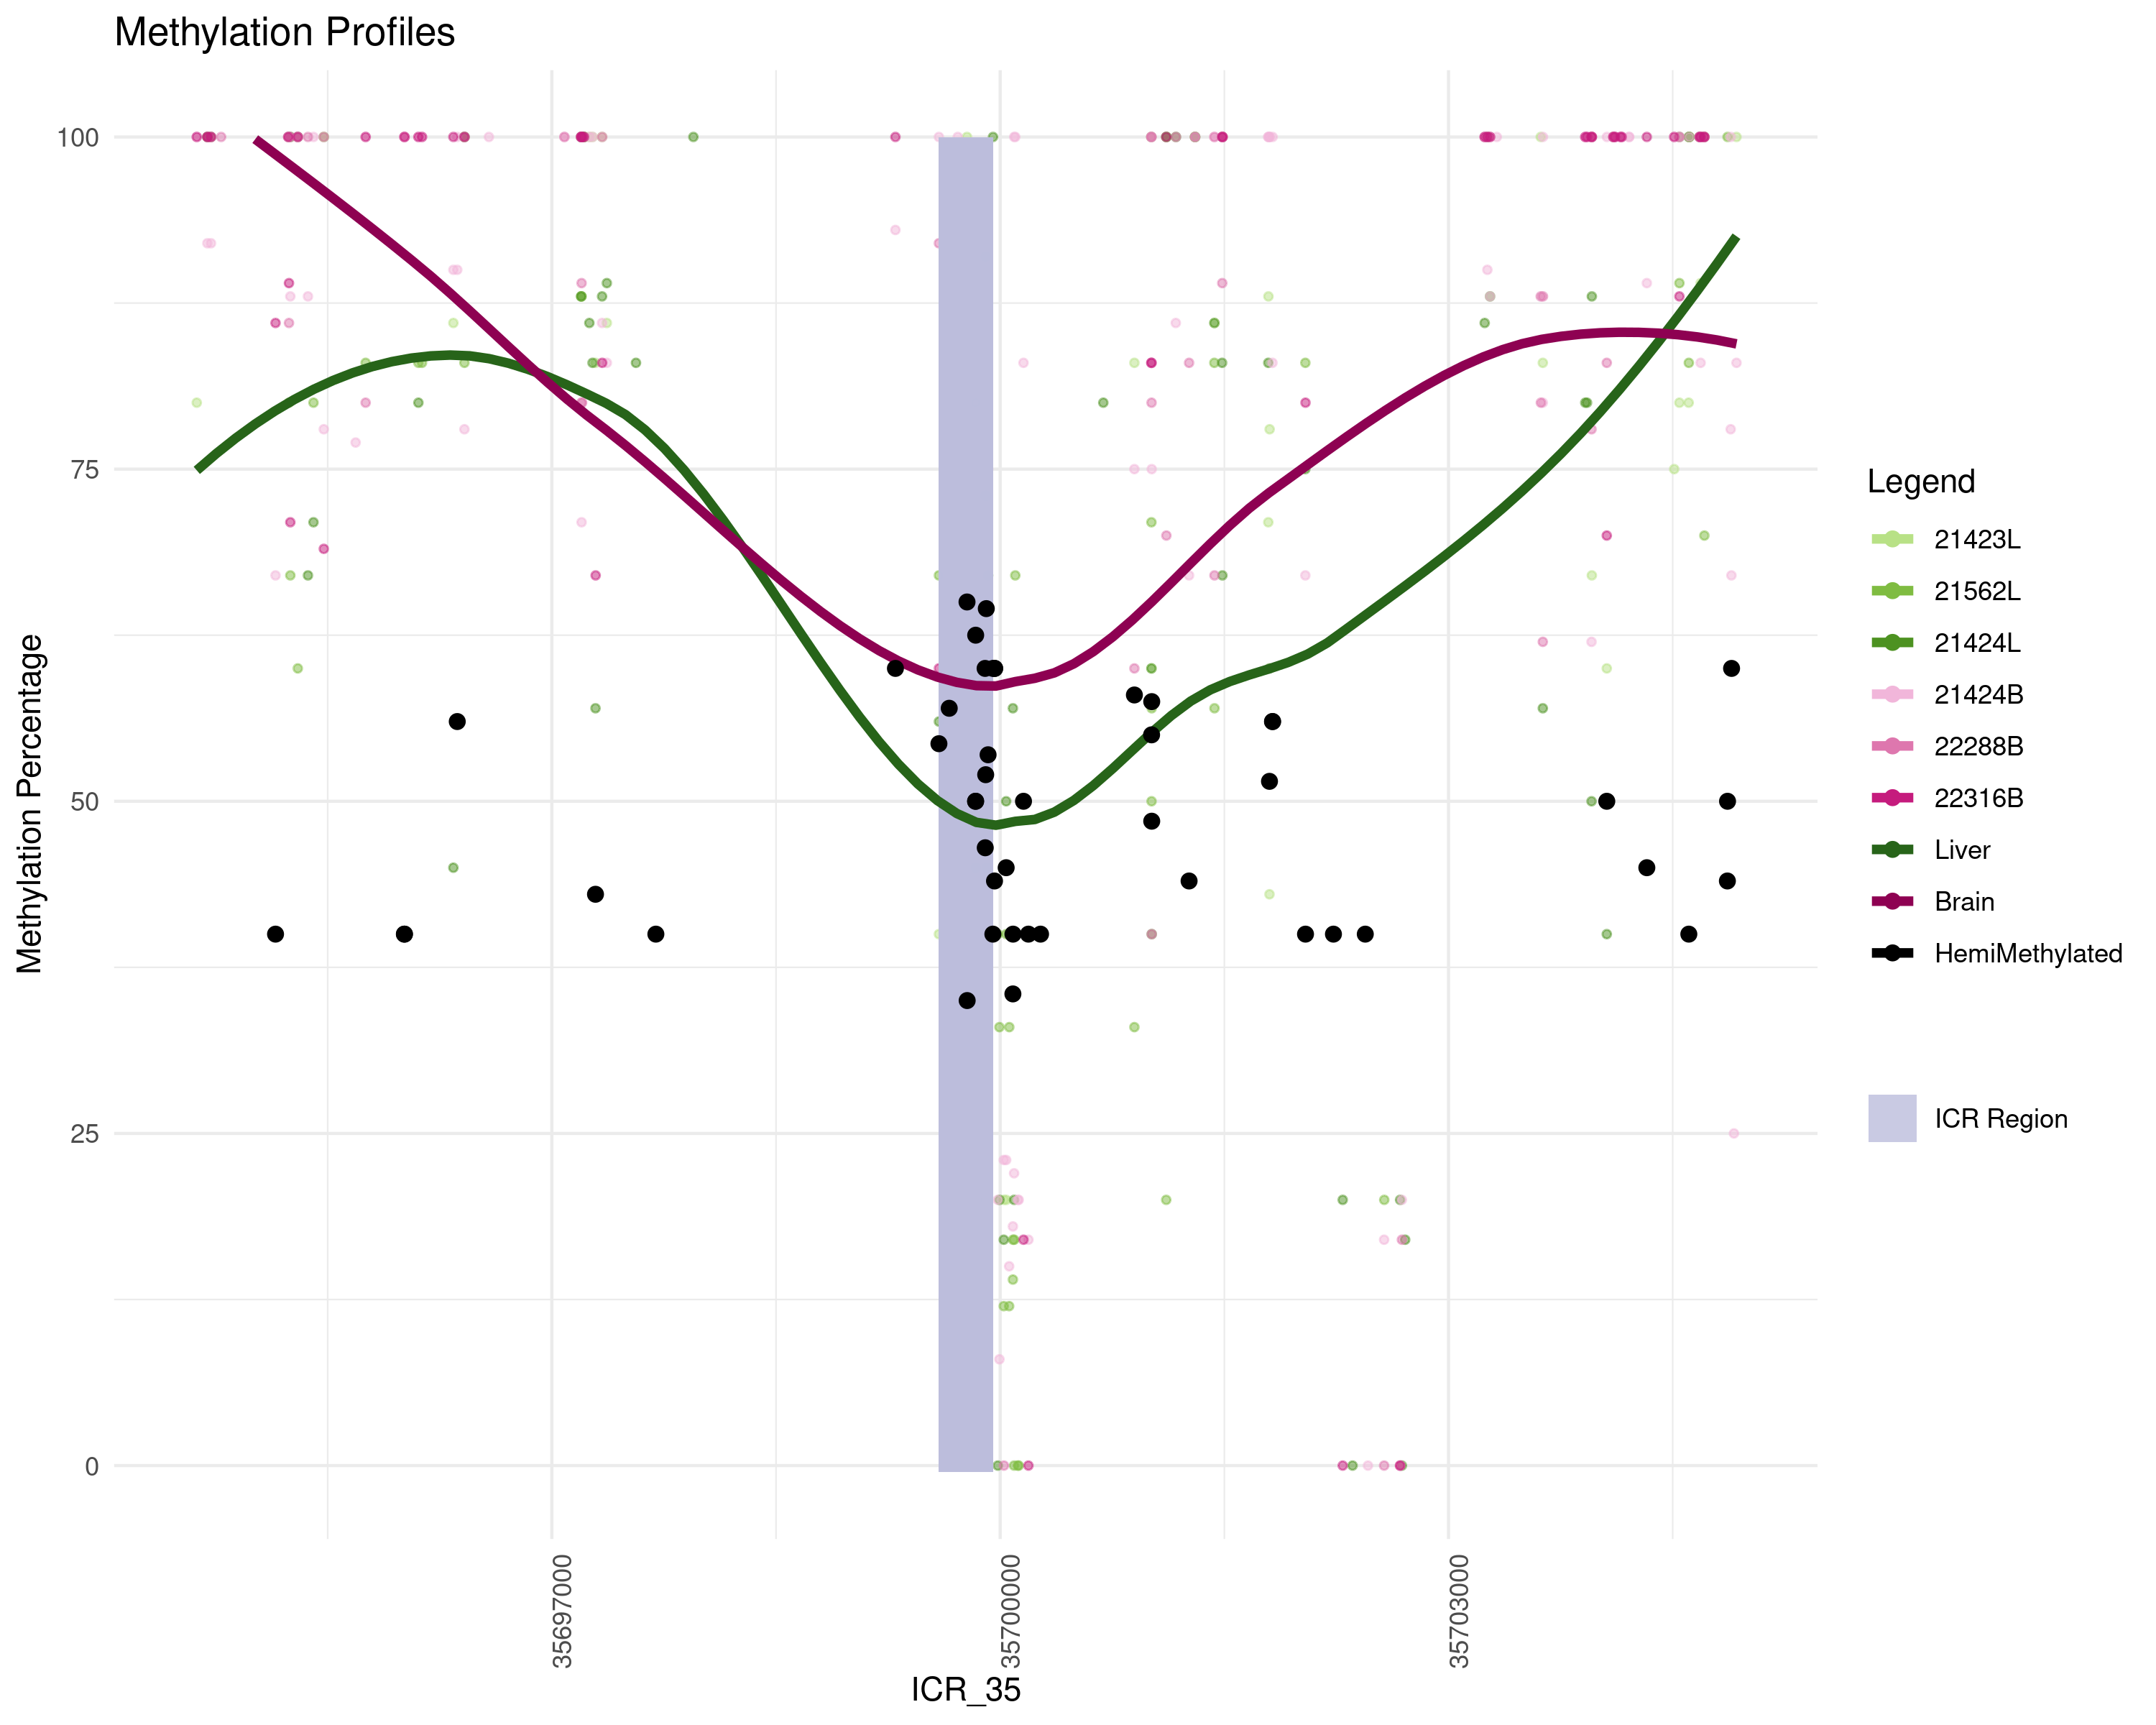 Methylation Profiles
Methylation Percentage
100
75
50
25
0
35697000
35700000
35703000
ICR_35
Legend
21423L
21562L
21424L
21424B
22288B
22316B
Liver
Brain
HemiMethylated
ICR Region